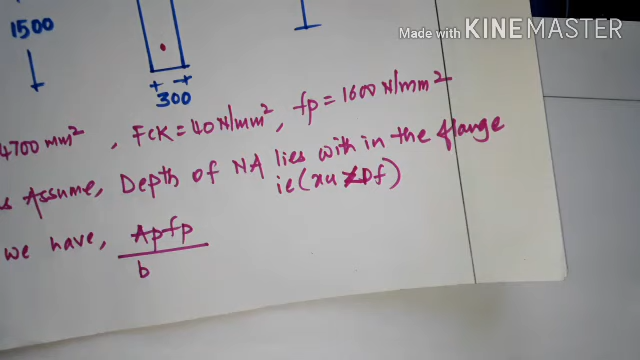 Made with KINEMASTER
1500
300
4700 mm², FCK = 40 N/mm², fp = 1600 N/mm²
Assume, Depth of NA lies with in the flange
ie (xu < Df)
we have, Apfp
b